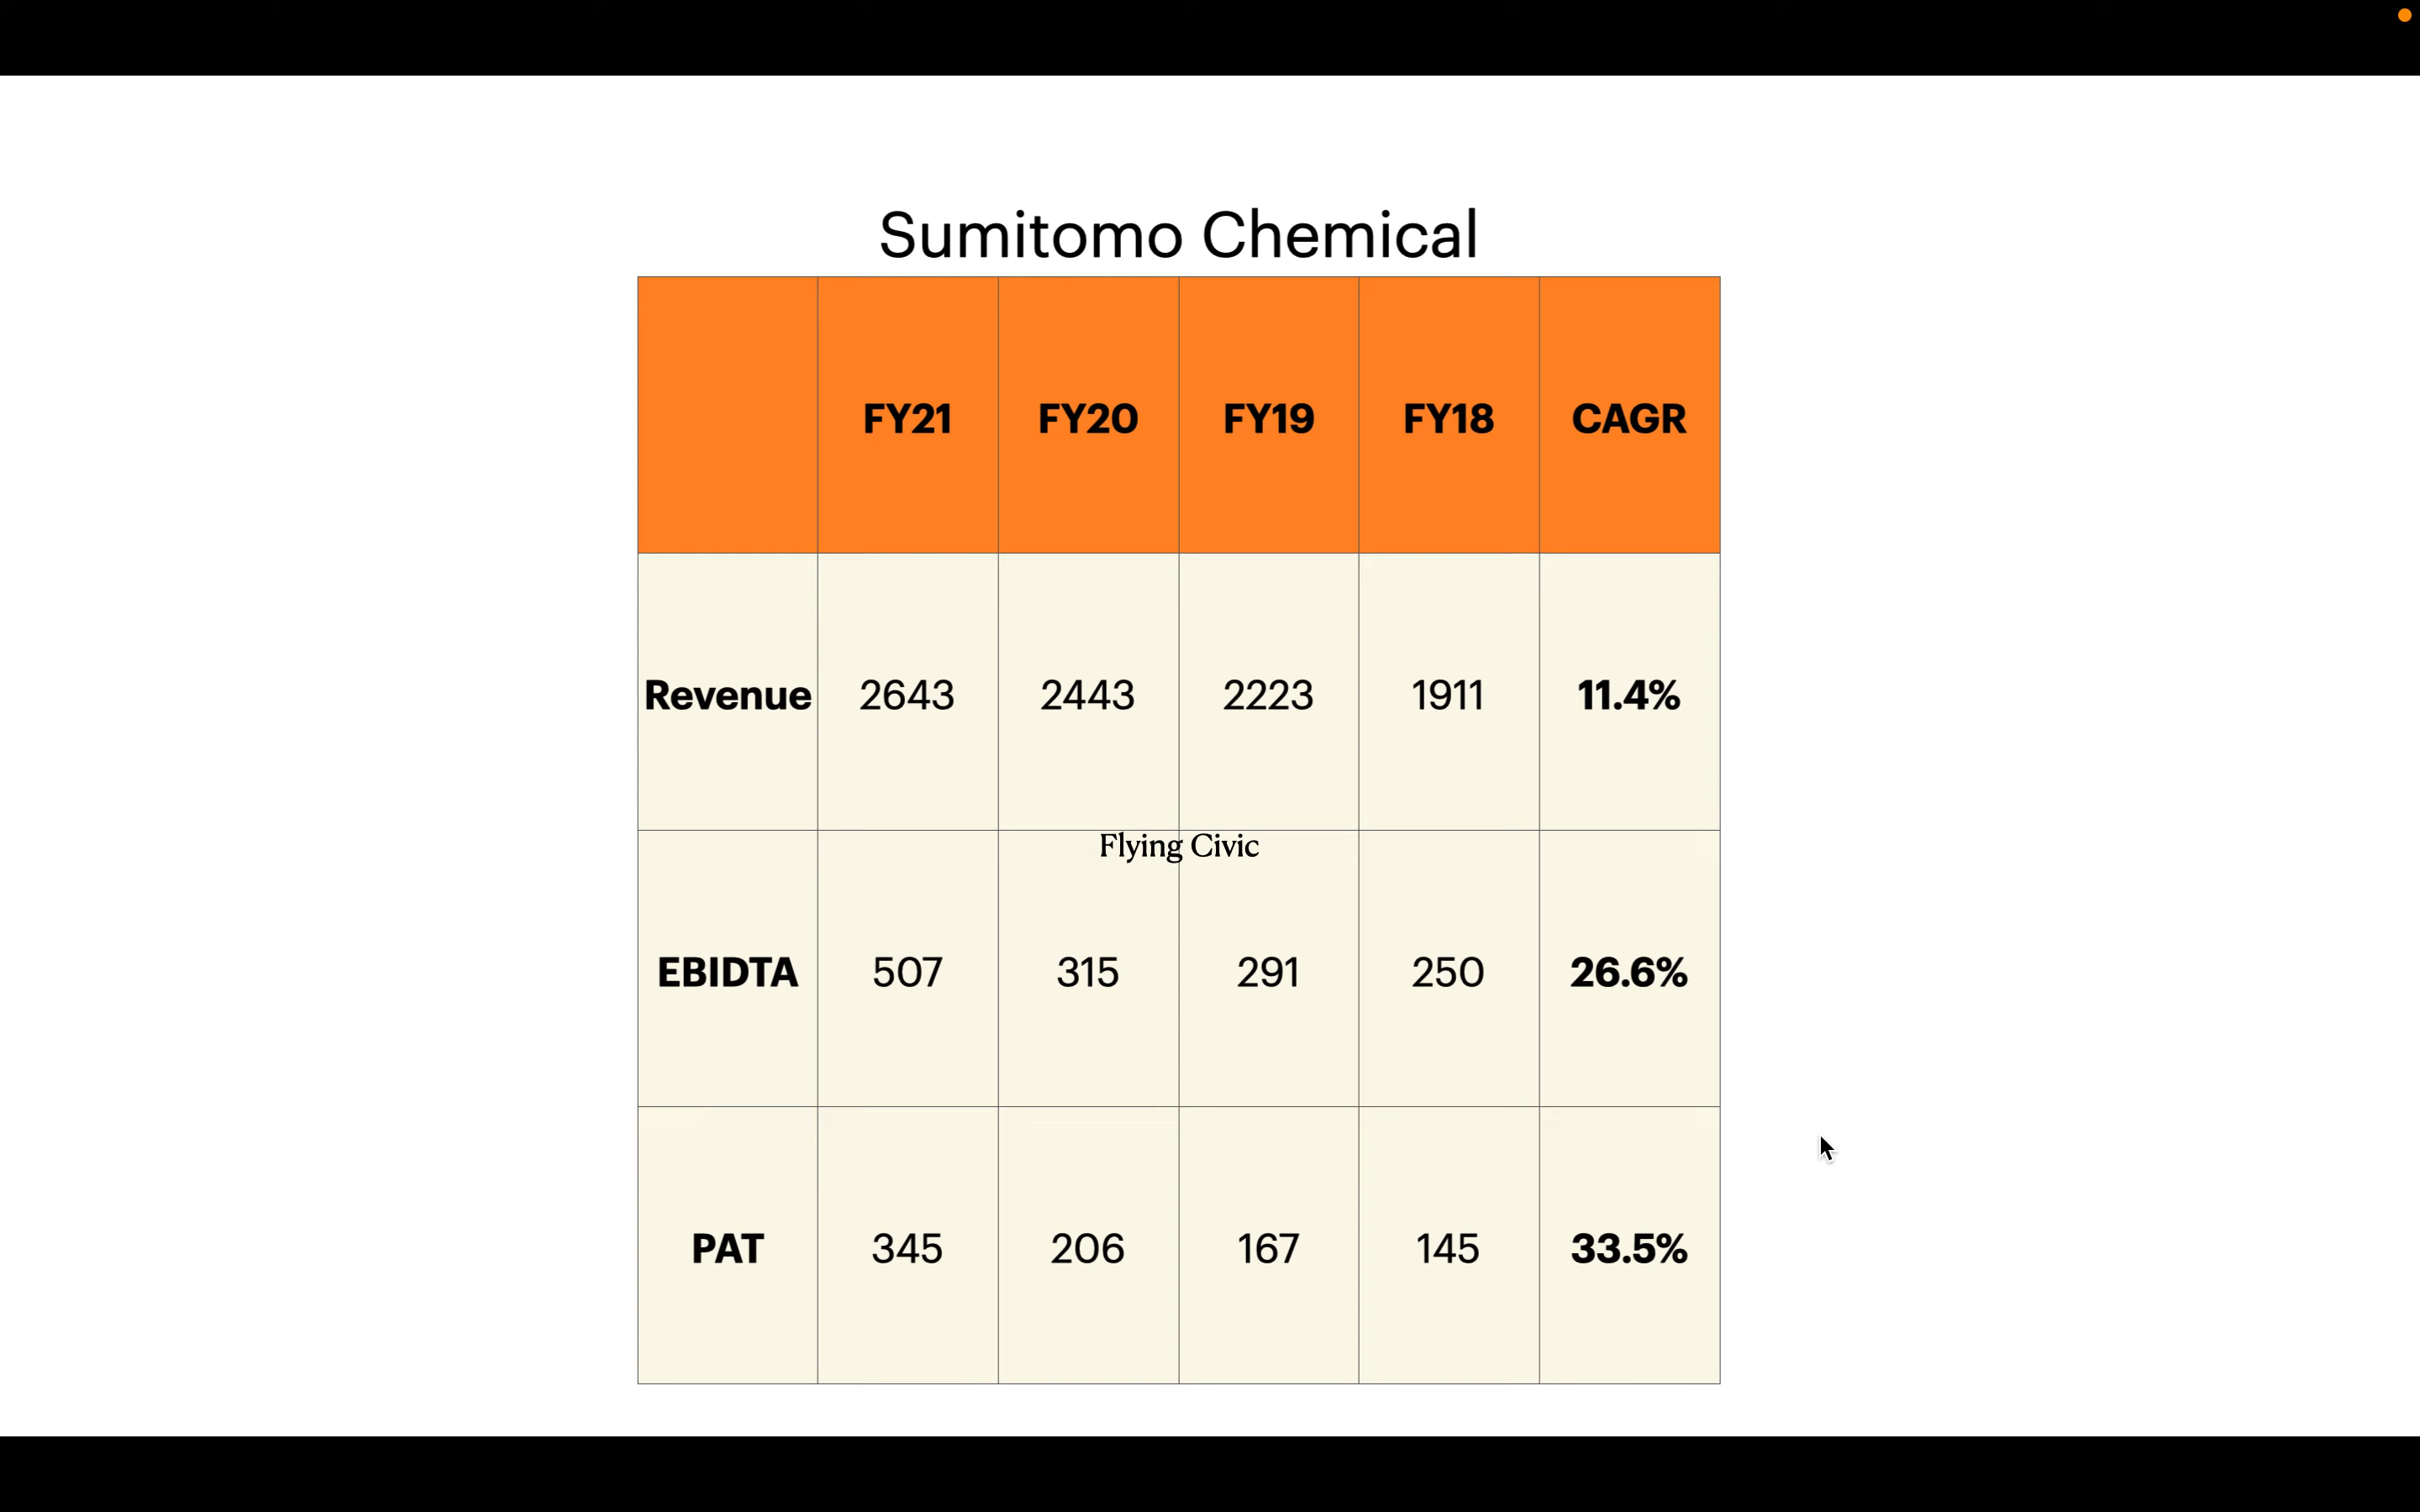 Sumitomo Chemical
FY21 FY20 FY19 FY18 CAGR
Revenue 2643 2443 2223 1911 11.4%
Flying Civic
EBIDTA 507 315 291 250 26.6%
PAT 345 206 167 145 33.5%